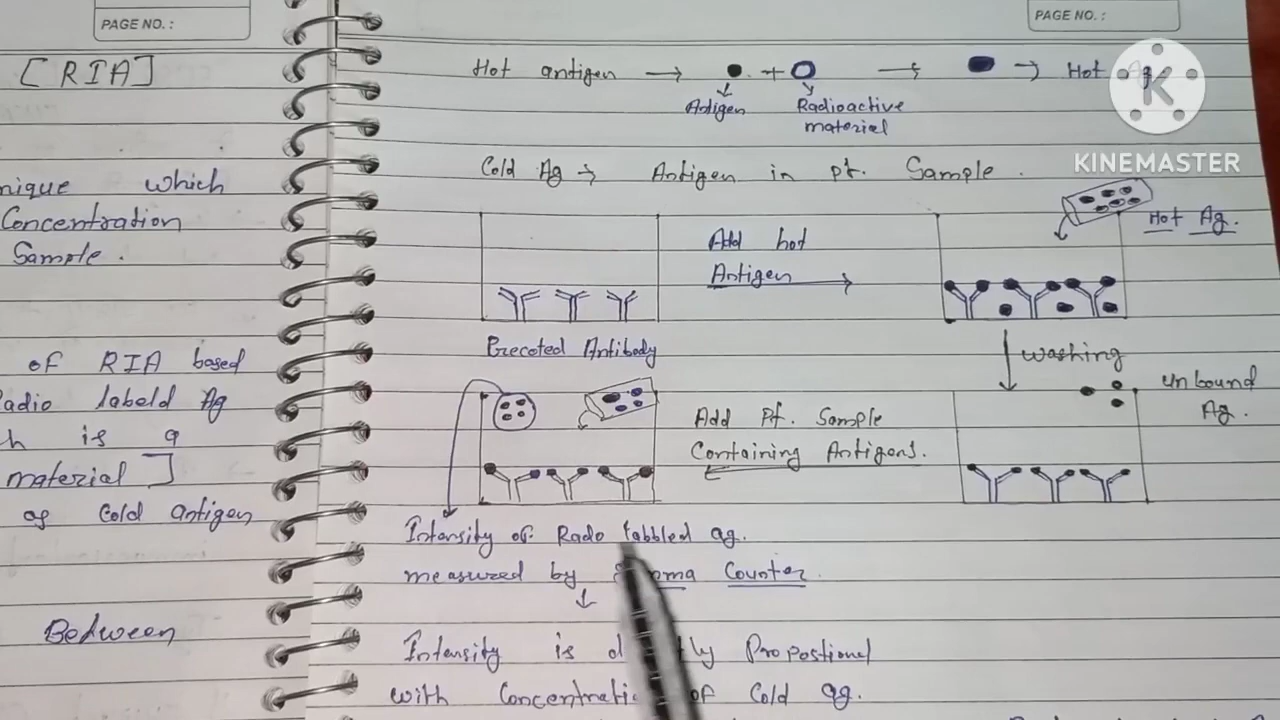 PAGE NO. :
[RIA]
nique which
Concentration
Sample.
of RIA based
adio labeld Ag
h is a
material]
as Cold antigen
Between
PAGE NO. :
Hot antigen → + → → Hot Ag
Antigen
Radioactive
material
KINEMASTER
Cold Ag → Antigen in pt. Sample.
Add hot
Antigen
Hot Ag.
Precoted Antibody
washing
unbound
Ag.
Add Pt. Sample
Containing Antigens.
Intensity of Rado labbled ag.
measured by Counter.
Intensity is Propostional
with of Cold ag.